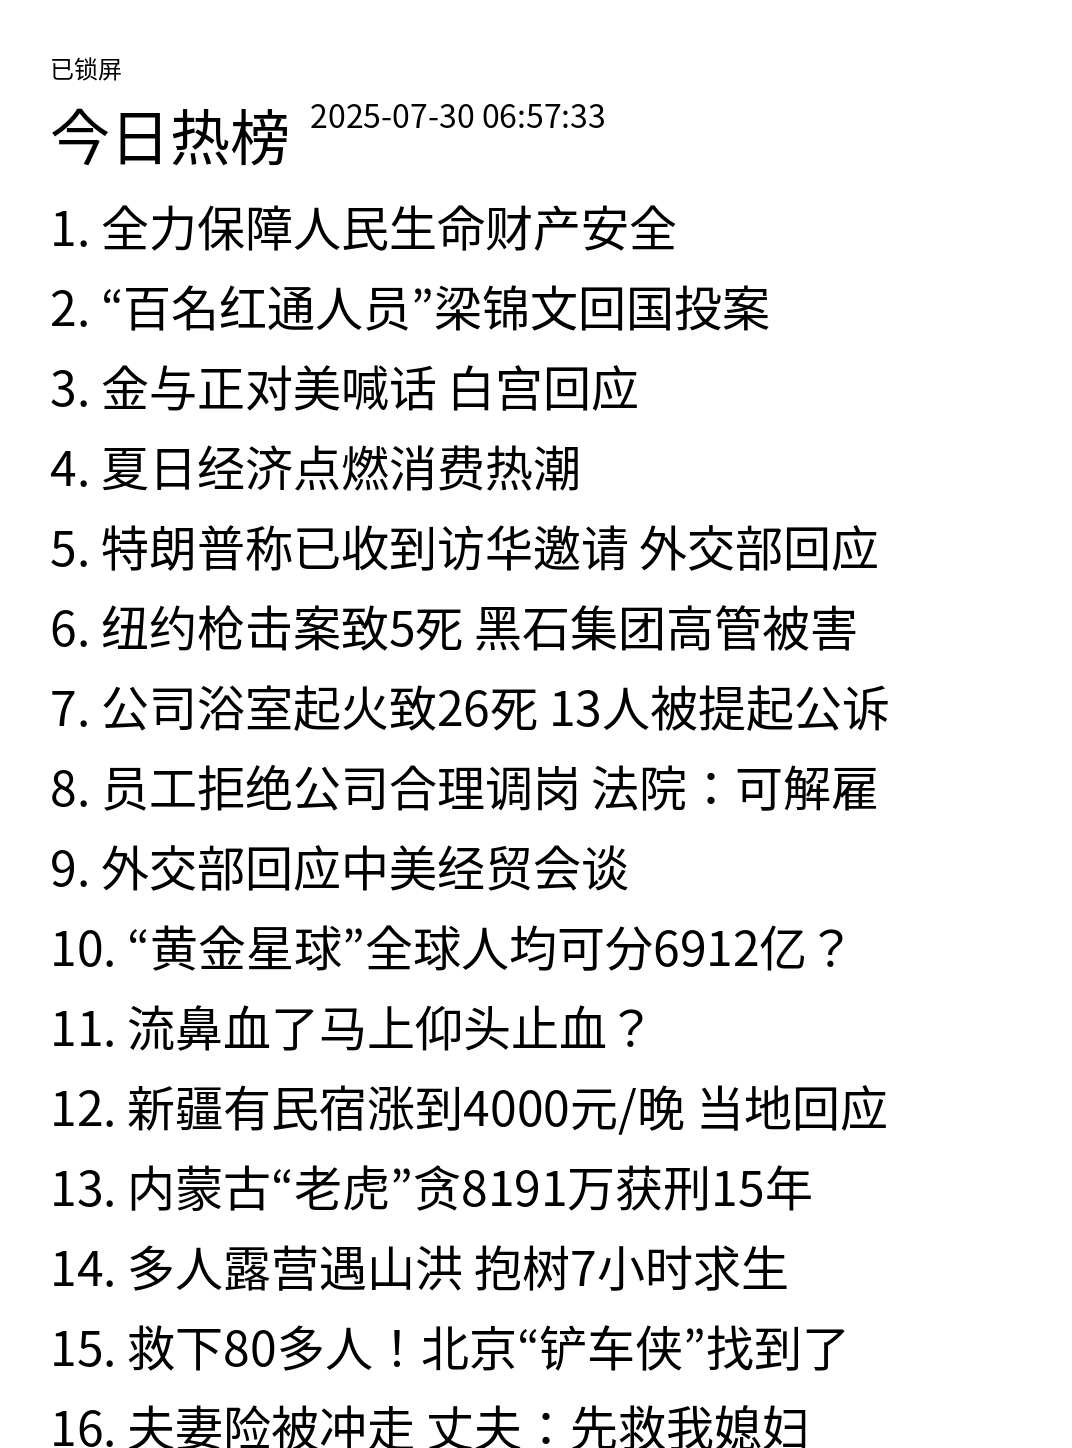 已锁屏
今日热榜 2025-07-30 06:57:33
1. 全力保障人民生命财产安全
2. “百名红通人员”梁锦文回国投案
3. 金与正对美喊话 白宫回应
4. 夏日经济点燃消费热潮
5. 特朗普称已收到访华邀请 外交部回应
6. 纽约枪击案致5死 黑石集团高管被害
7. 公司浴室起火致26死 13人被提起公诉
8. 员工拒绝公司合理调岗 法院：可解雇
9. 外交部回应中美经贸会谈
10. “黄金星球”全球人均可分6912亿？
11. 流鼻血了马上仰头止血？
12. 新疆有民宿涨到4000元/晚 当地回应
13. 内蒙古“老虎”贪8191万获刑15年
14. 多人露营遇山洪 抱树7小时求生
15. 救下80多人！北京“铲车侠”找到了
16. 夫妻险被冲走 丈夫：先救我媳妇